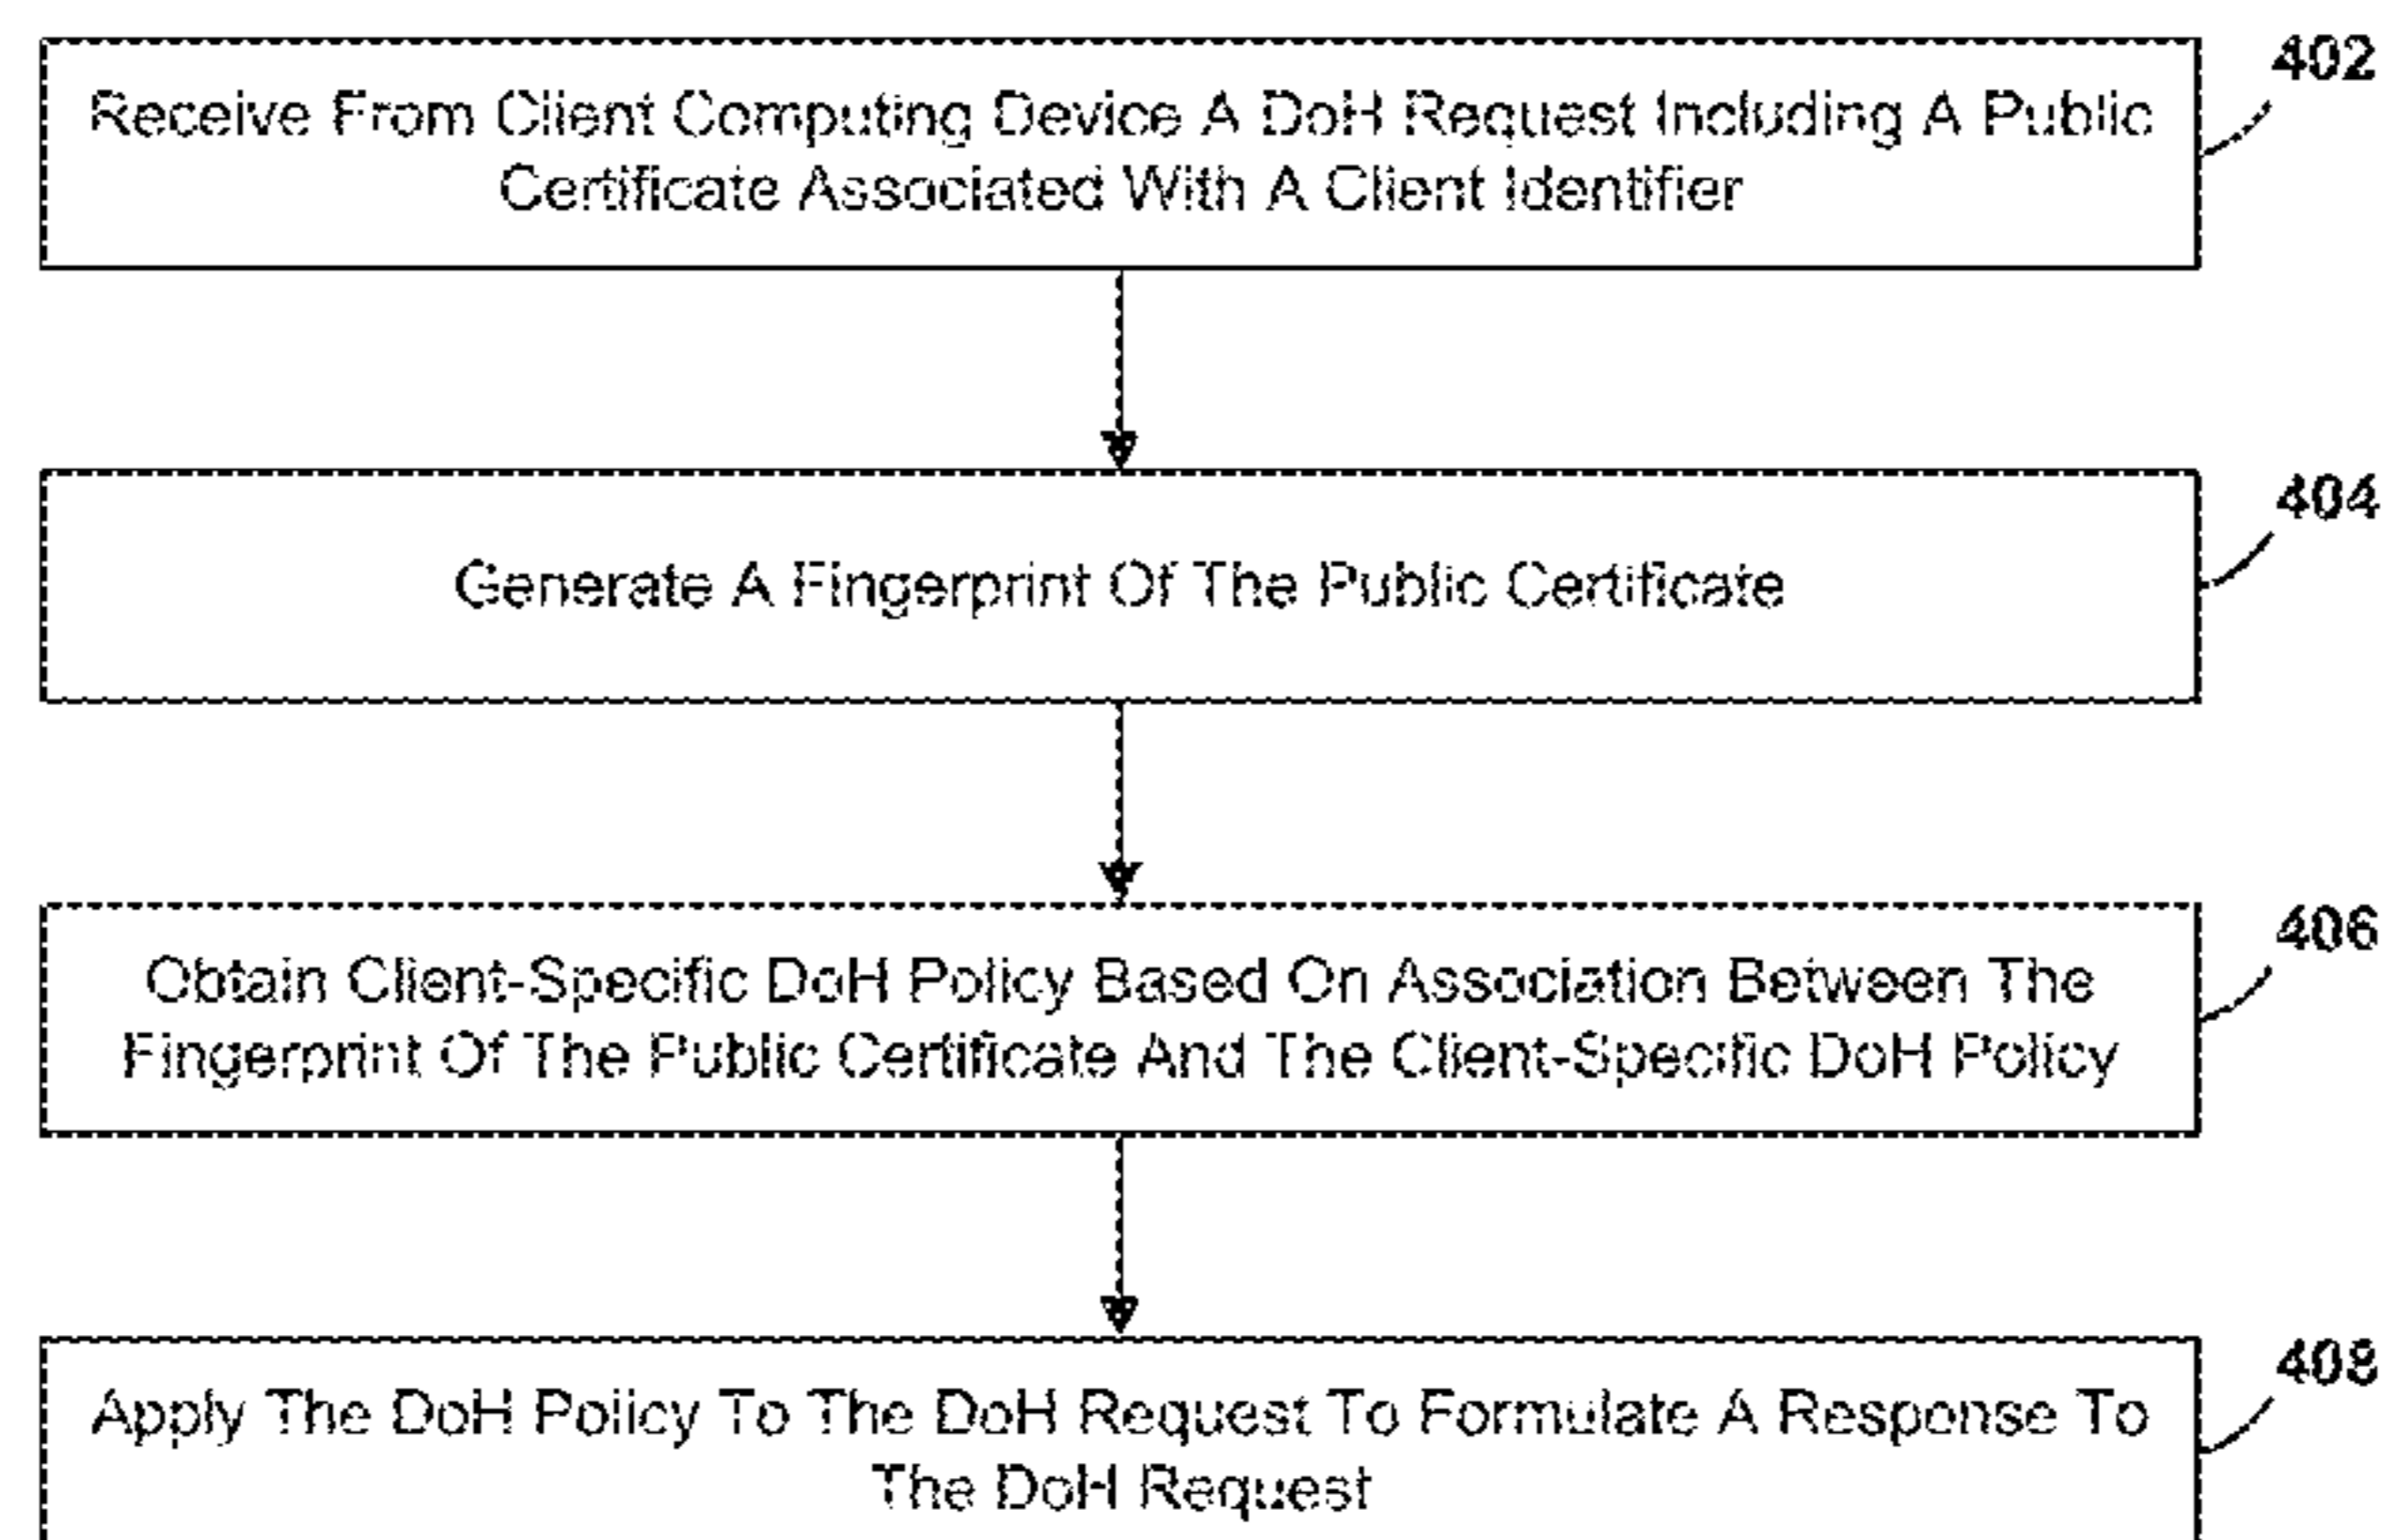 402
Receive From Client Computing Device A DoH Request Including A Public
Certificate Associated With A Client Identifier
404
Generate A Fingerprint Of The Public Certificate
406
Obtain Client-Specific DoH Policy Based On Association Between The
Fingerprint Of The Public Certificate And The Client-Specific DoH Policy
408
Apply The DoH Policy To The DoH Request To Formulate A Response To
The DoH Request